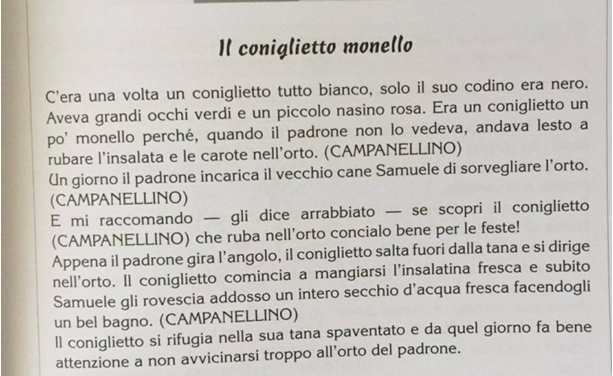 Il coniglietto monello
C'era una volta un coniglietto tutto bianco, solo il suo codino era nero.
Aveva grandi occhi verdi e un piccolo nasino rosa. Era un coniglietto un
po' monello perché, quando il padrone non lo vedeva, andava lesto a
rubare l'insalata e le carote nell'orto. (CAMPANELLINO)
Un giorno il padrone incarica il vecchio cane Samuele di sorvegliare l'orto.
(CAMPANELLINO)
E mi raccomando — gli dice arrabbiato — se scopri il coniglietto
(CAMPANELLINO) che ruba nell'orto concialo bene per le feste!
Appena il padrone gira l'angolo, il coniglietto salta fuori dalla tana e si dirige
nell'orto. Il coniglietto comincia a mangiarsi l'insalatina fresca e subito
Samuele gli rovescia addosso un intero secchio d'acqua fresca facendogli
un bel bagno. (CAMPANELLINO)
Il coniglietto si rifugia nella sua tana spaventato e da quel giorno fa bene
attenzione a non avvicinarsi troppo all'orto del padrone.